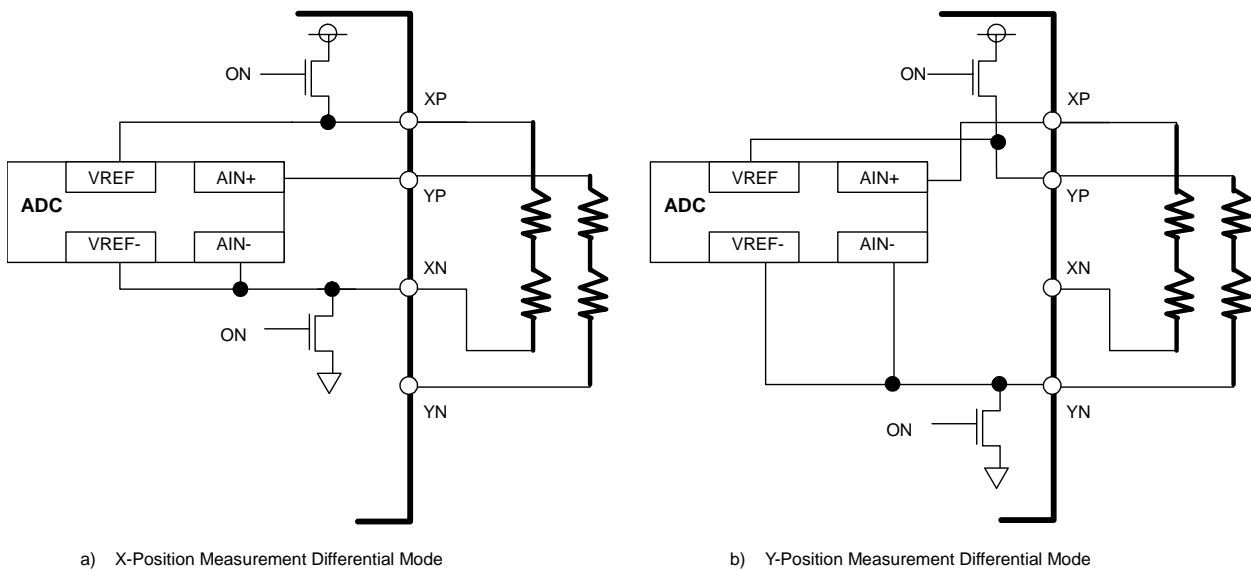 ON
XP
VREF
AIN+
ADC
YP
VREF-
AIN-
XN
ON
YN
a) X-Position Measurement Differential Mode
ON
XP
VREF
AIN+
ADC
YP
VREF-
AIN-
XN
ON
YN
b) Y-Position Measurement Differential Mode